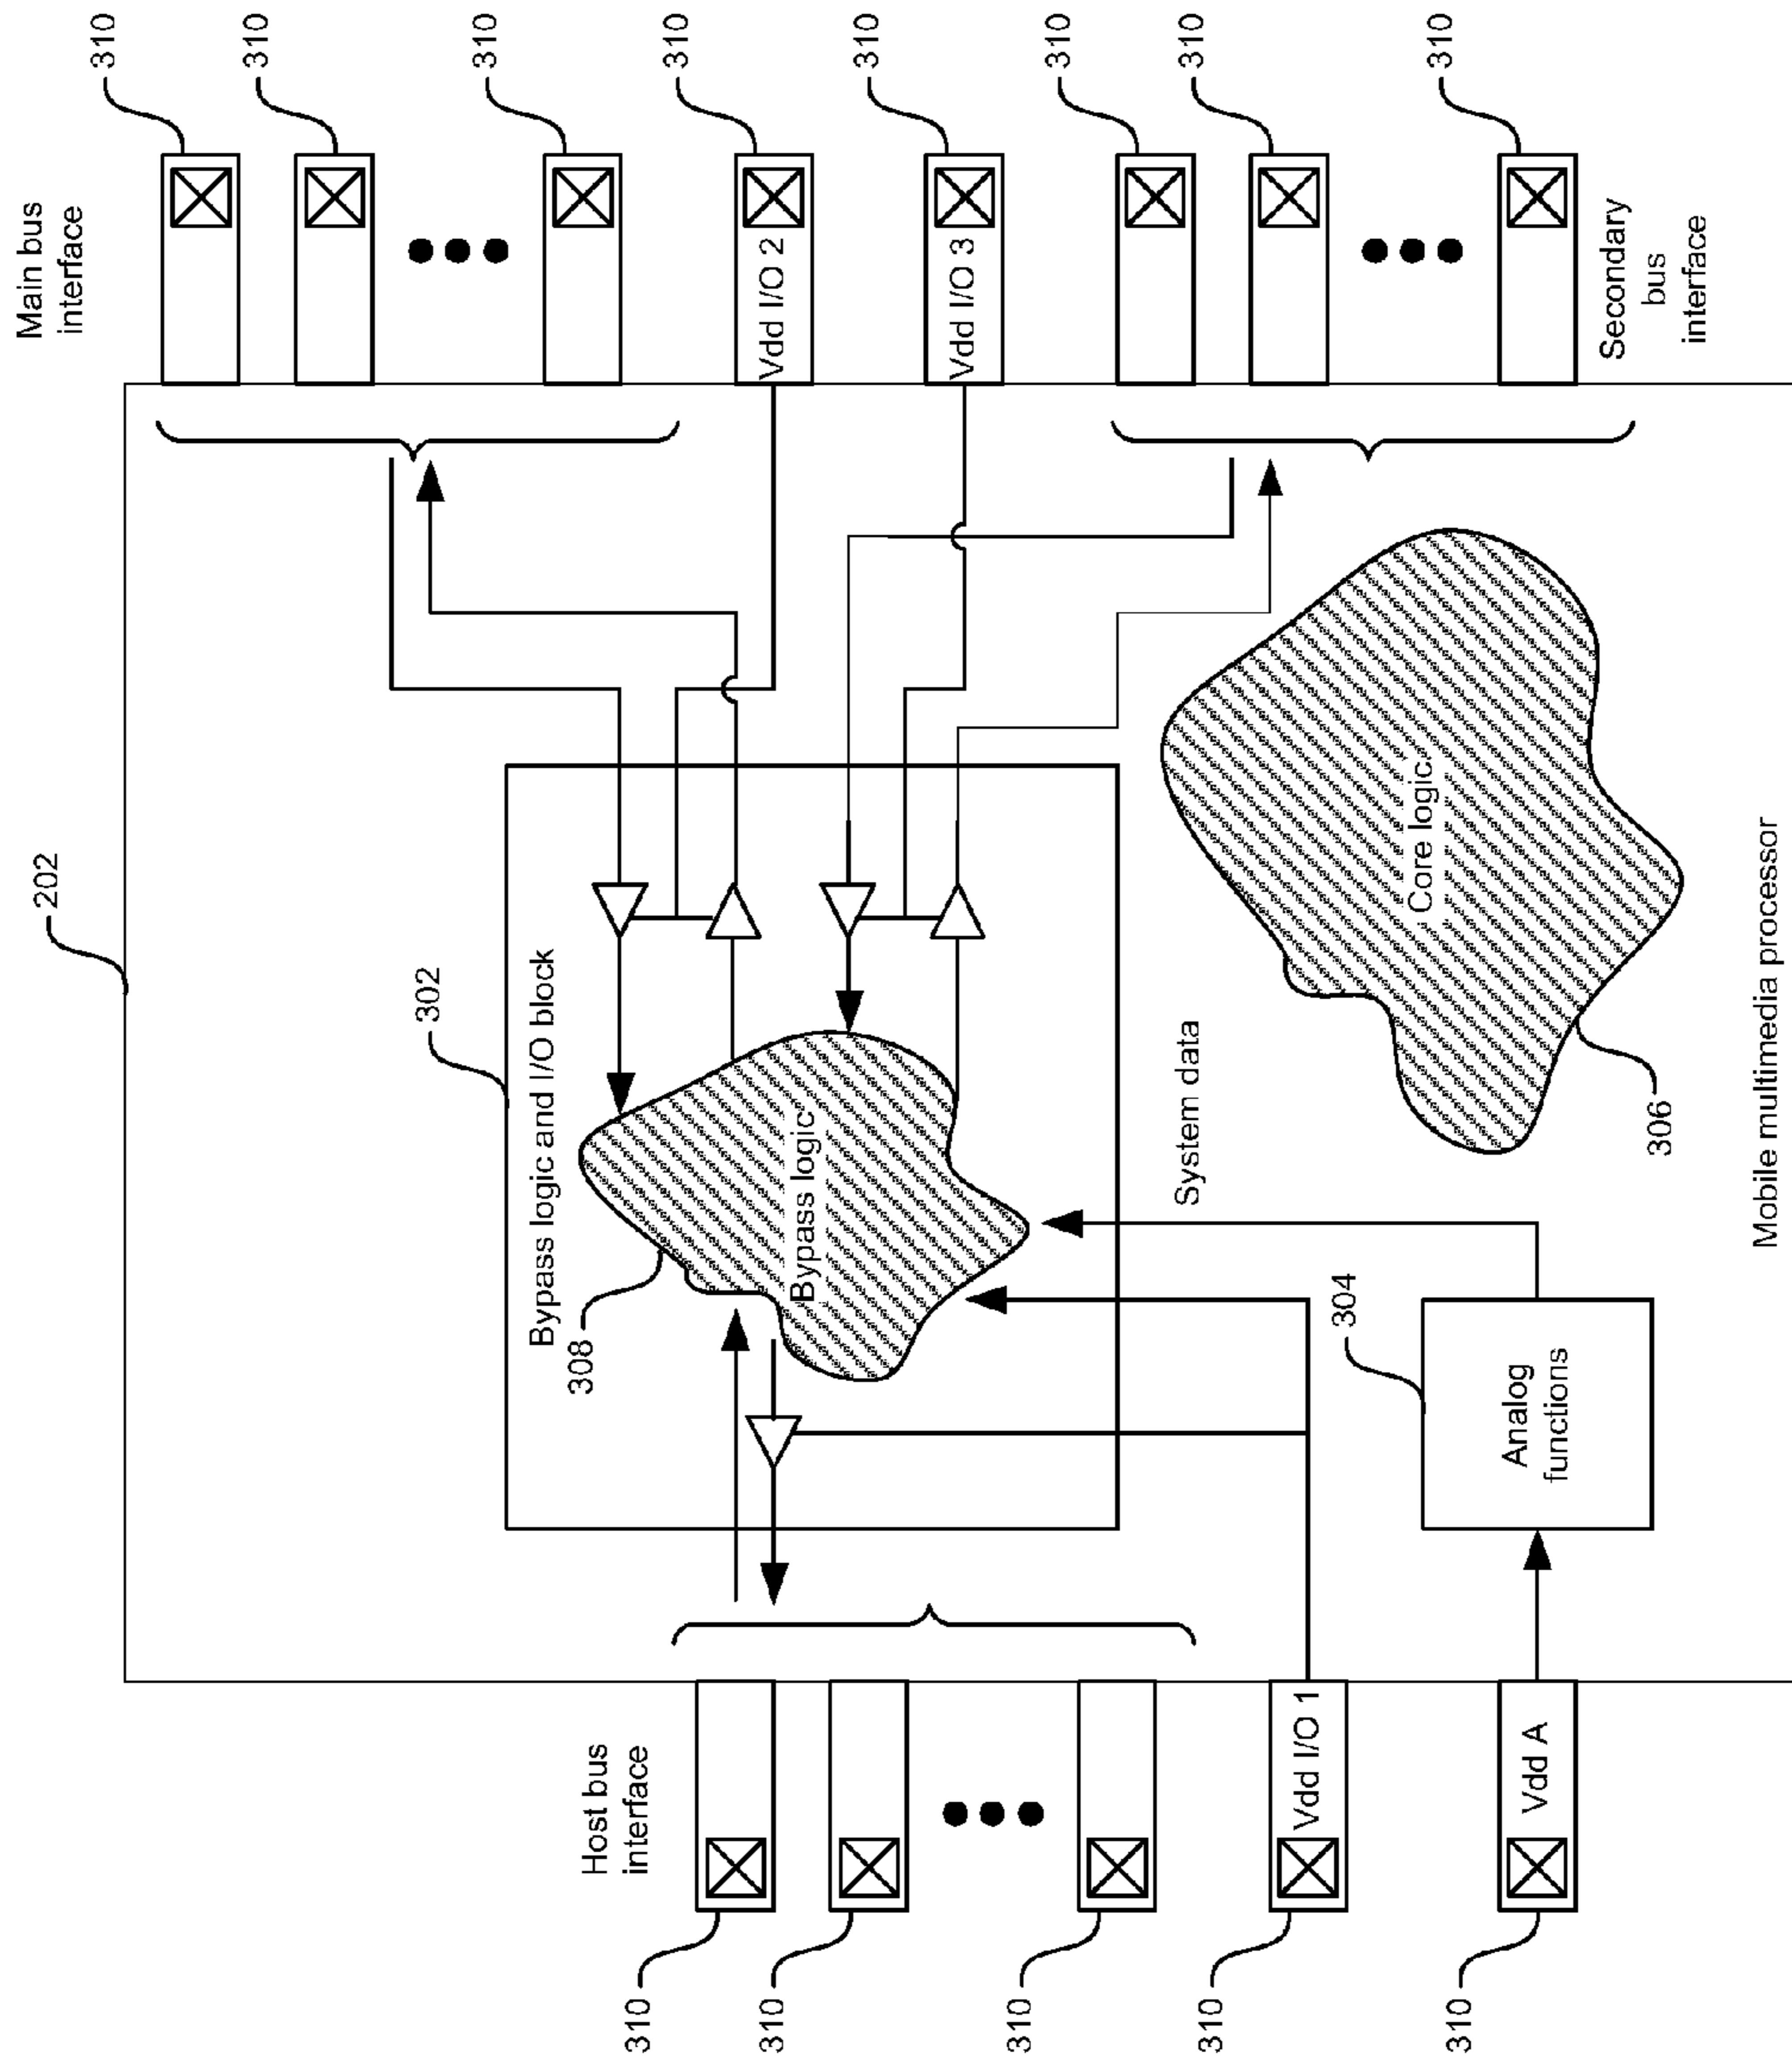 Main bus
interface
202
310
310
302
310
Bypass logic and I/O block
308
Host bus
interface
310
310
Vdd I/O 2
310
Bypass logic
310
Vdd I/O 3
310
310
310
System data
310
310
Vdd I/O 1
304
Core logic
310
310
Vdd A
Analog
functions
Secondary
bus
interface
306
Mobile multimedia processor